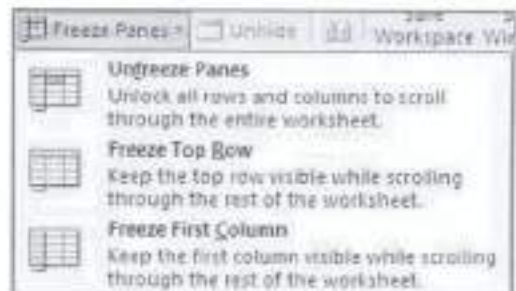 Freeze Panes Unhide Save
Workspace Win
Unfreeze Panes
Unlock all rows and columns to scroll
through the entire worksheet.
Freeze Top Row
Keep the top row visible while scrolling
through the rest of the worksheet.
Freeze First Column
Keep the first column visible while scrolling
through the rest of the worksheet.